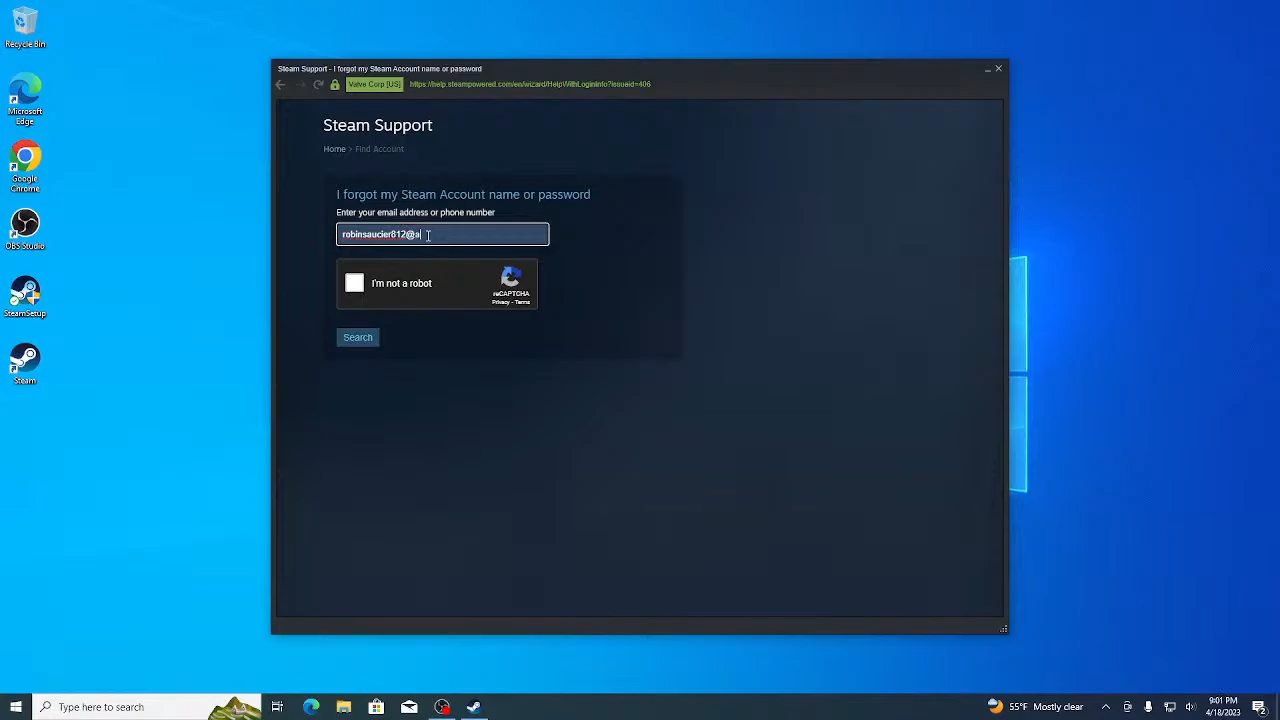 Recycle Bin
Microsoft
Edge
Google
Chrome
OBS Studio
SteamSetup
Steam
Steam Support - I forgot my Steam Account name or password
Valve Corp [US]
https://help.steampowered.com/en/wizard/HelpWithLoginInfo?issueid=406
Steam Support
Home > Find Account
I forgot my Steam Account name or password
Enter your email address or phone number
robinsaucier812@a
I'm not a robot
reCAPTCHA
Privacy - Terms
Search
Type here to search
55°F Mostly clear
9:01 PM
4/18/2023
2